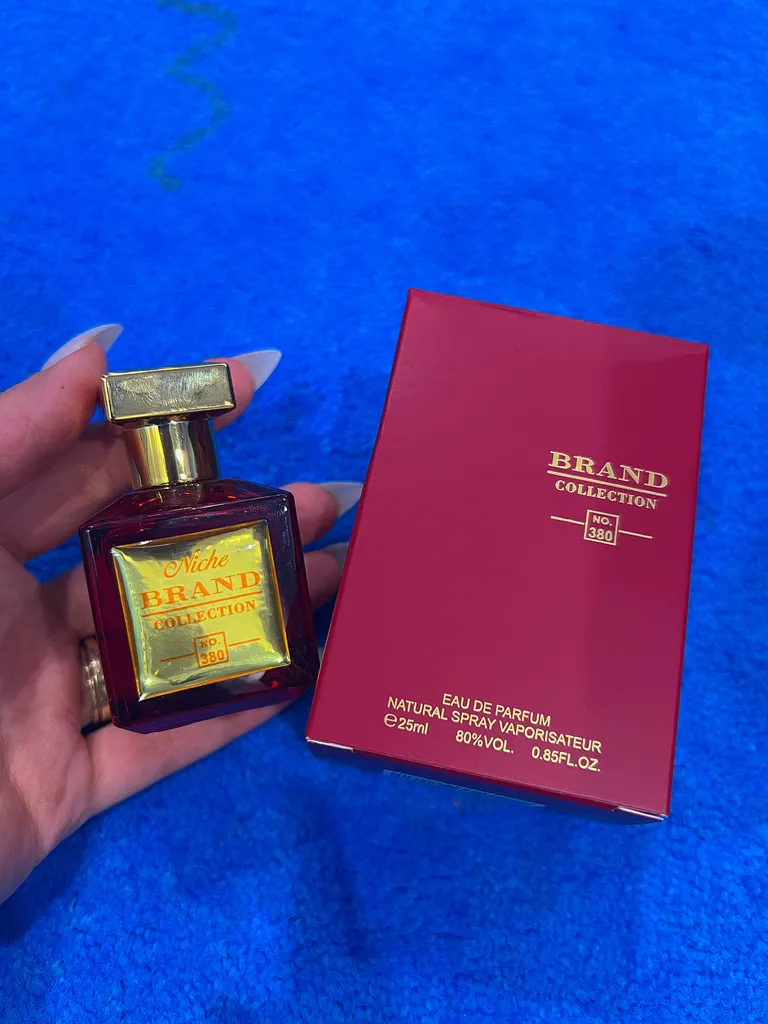 Niche
BRAND
COLLECTION
NO.
380
BRAND
COLLECTION
NO.
380
EAU DE PARFUM
NATURAL SPRAY VAPORISATEUR
℮25ml 80%VOL. 0.85FL.OZ.